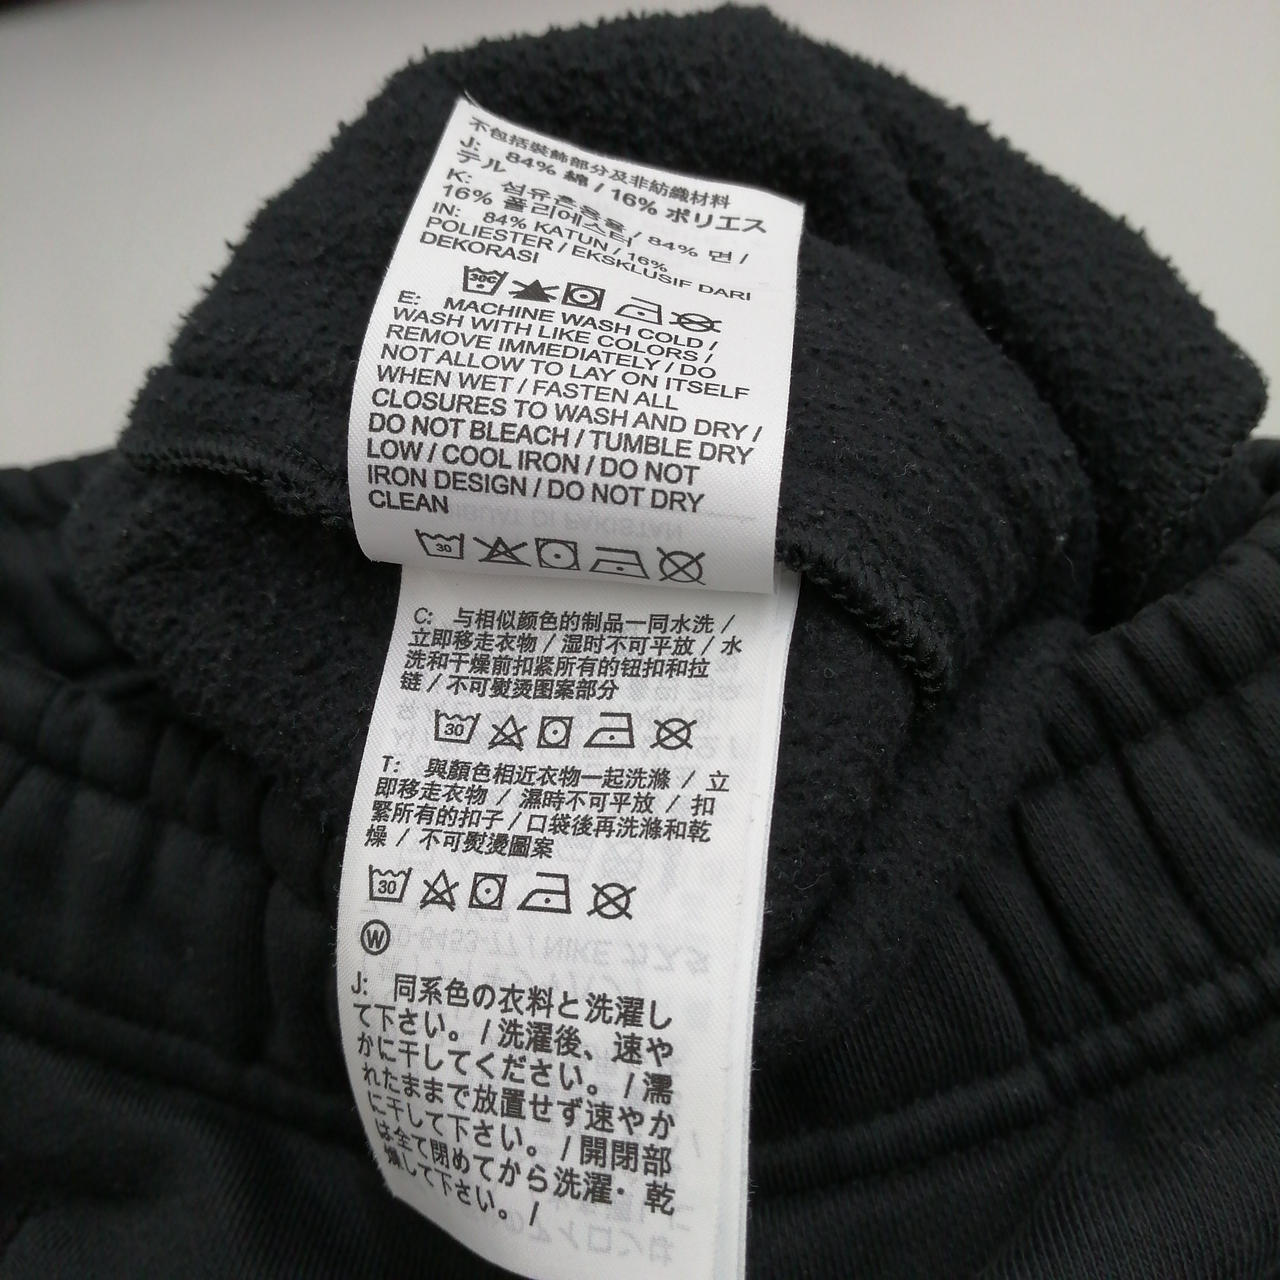 不包括裝飾部分及非紡織材料
J: 84% 綿 / 16% ポリエス
テル
K: 섬유혼용율 / 84% 면 /
16% 폴리에스터
IN: 84% KATUN / 16%
POLIESTER / EKSKLUSIF DARI
DEKORASI
30C
E: MACHINE WASH COLD /
WASH WITH LIKE COLORS /
REMOVE IMMEDIATELY / DO
NOT ALLOW TO LAY ON ITSELF
WHEN WET / FASTEN ALL
CLOSURES TO WASH AND DRY /
DO NOT BLEACH / TUMBLE DRY
LOW / COOL IRON / DO NOT
IRON DESIGN / DO NOT DRY
CLEAN
30
C: 与相似颜色的制品一同水洗 /
立即移走衣物 / 湿时不可平放 / 水
洗和干燥前扣紧所有的钮扣和拉
链 / 不可熨烫图案部分
30
T: 與顏色相近衣物一起洗滌 / 立
即移走衣物 / 濕時不可平放 / 扣
緊所有的扣子 / 口袋後再洗滌和乾
燥 / 不可熨燙圖案
30
W
J: 同系色の衣料と洗濯し
て下さい。 / 洗濯後、速や
かに干してください。 / 濡
れたままで放置せず速やか
に干して下さい。 / 開閉部
は全て閉めてから洗濯・乾
燥して下さい。 /